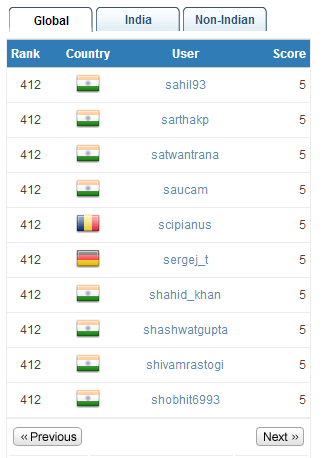 Global India Non-Indian
Rank Country User Score
412 sahil93 5
412 sarthakp 5
412 satwantrana 5
412 saucam 5
412 scipianus 5
412 sergej_t 5
412 shahid_khan 5
412 shashwatgupta 5
412 shivamrastogi 5
412 shobhit6993 5
‹‹ Previous Next ››